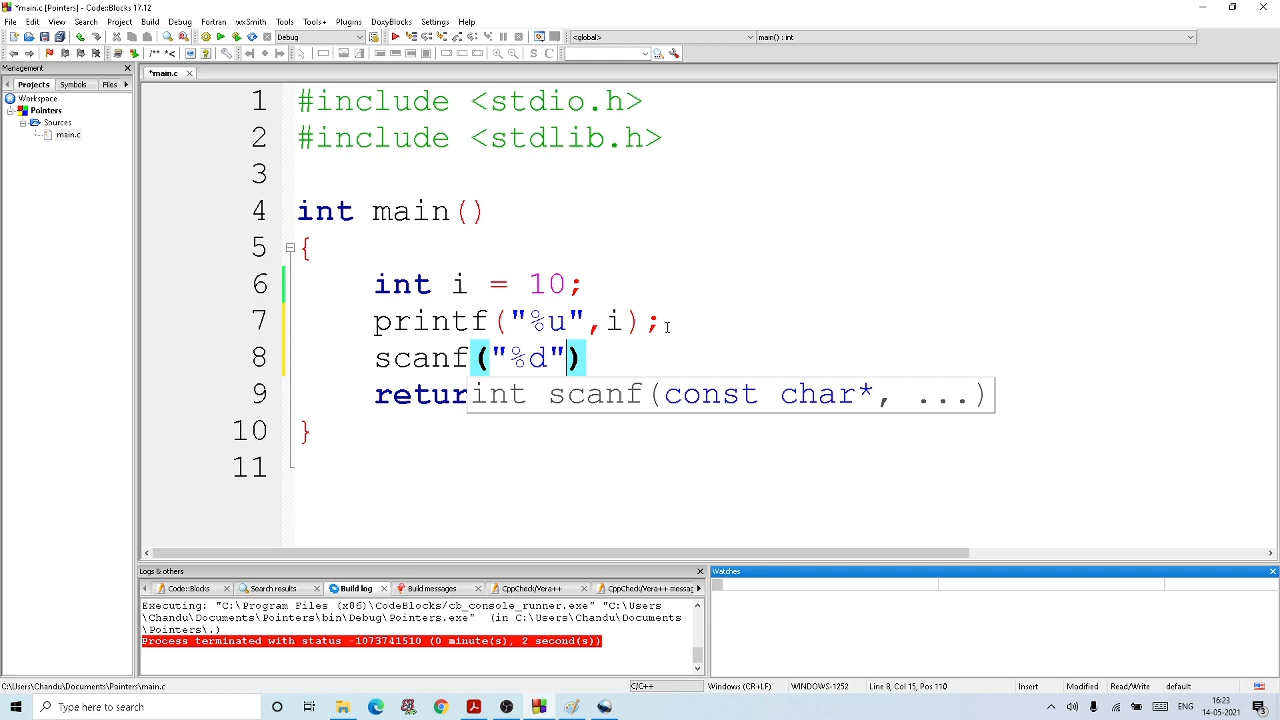 *main.c [Pointers] - Code::Blocks 17.12
File Edit View Search Project Build Debug Fortran wxSmith Tools Tools+ Plugins DoxyBlocks Settings Help
Debug <global> main() : int
/** *< S C
Management
Projects Symbols Files
*main.c
Workspace
Pointers
Sources
main.c
1 #include <stdio.h>
2 #include <stdlib.h>
3
4 int main()
5 {
6 int i = 10;
7 printf("%u",i);
8 scanf("%d")
9 retur int scanf(const char*, ...)
10 }
11
Logs & others
Code::Blocks Search results Build log Build messages CppCheck/Vera++ CppCheck/Vera++ messag
Executing: "C:\Program Files (x86)\CodeBlocks/cb_console_runner.exe" "C:\Users
\Chandu\Documents\Pointers\bin\Debug\Pointers.exe" (in C:\Users\Chandu\Documents
\Pointers\.)
Process terminated with status -1073741510 (0 minute(s), 2 second(s))
Watches
C:\Users\Chandu\Documents\Pointers\main.c C/C++ Windows (CR+LF) WINDOWS-1252 Line 8, Col 15, Pos 110 Insert Modified Read/Write default
Type here to search
ENG
16:23
14-05-2021
3